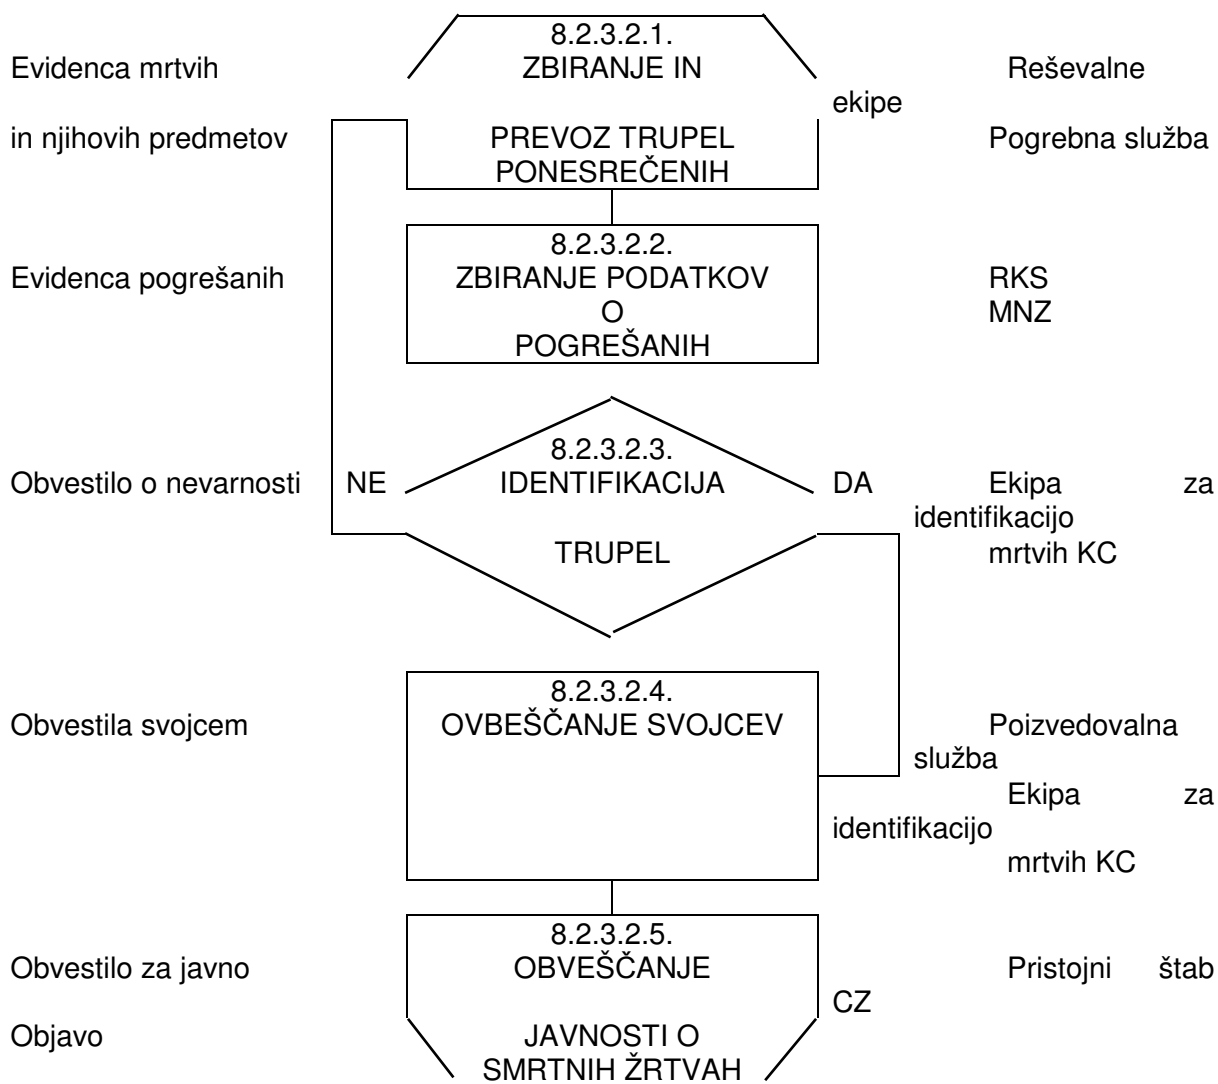 8.2.3.2.1.
Evidenca mrtvih ZBIRANJE IN Reševalne
ekipe
in njihovih predmetov PREVOZ TRUPEL Pogrebna služba
PONESREČENIH
8.2.3.2.2.
Evidenca pogrešanih ZBIRANJE PODATKOV RKS
O MNZ
POGREŠANIH
8.2.3.2.3.
Obvestilo o nevarnosti NE IDENTIFIKACIJA DA Ekipa za
identifikacijo
TRUPEL mrtvih KC
8.2.3.2.4.
Obvestila svojcem OVBEŠČANJE SVOJCEV Poizvedovalna
služba
Ekipa za
identifikacijo
mrtvih KC
8.2.3.2.5.
Obvestilo za javno OBVEŠČANJE Pristojni štab
CZ
Objavo JAVNOSTI O
SMRTNIH ŽRTVAH